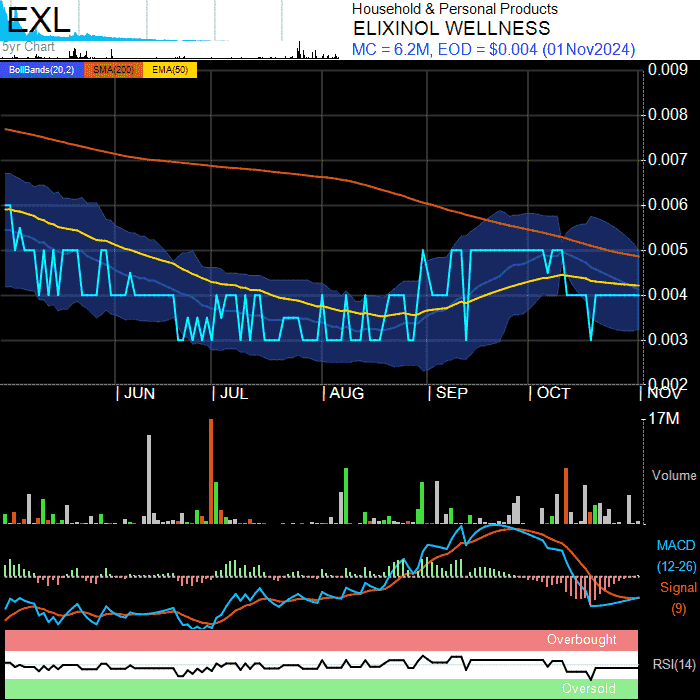 EXL
Household & Personal Products
ELIXINOL WELLNESS
5yr Chart
MC = 6.2M, EOD = $0.004 (01Nov2024)
BollBands(20,2) SMA(200) EMA(50)
0.009
0.008
0.007
0.006
0.005
0.004
0.003
0.002
JUN JUL AUG SEP OCT NOV
17M
Volume
MACD
(12-26)
Signal
(9)
Overbought
RSI(14)
Oversold